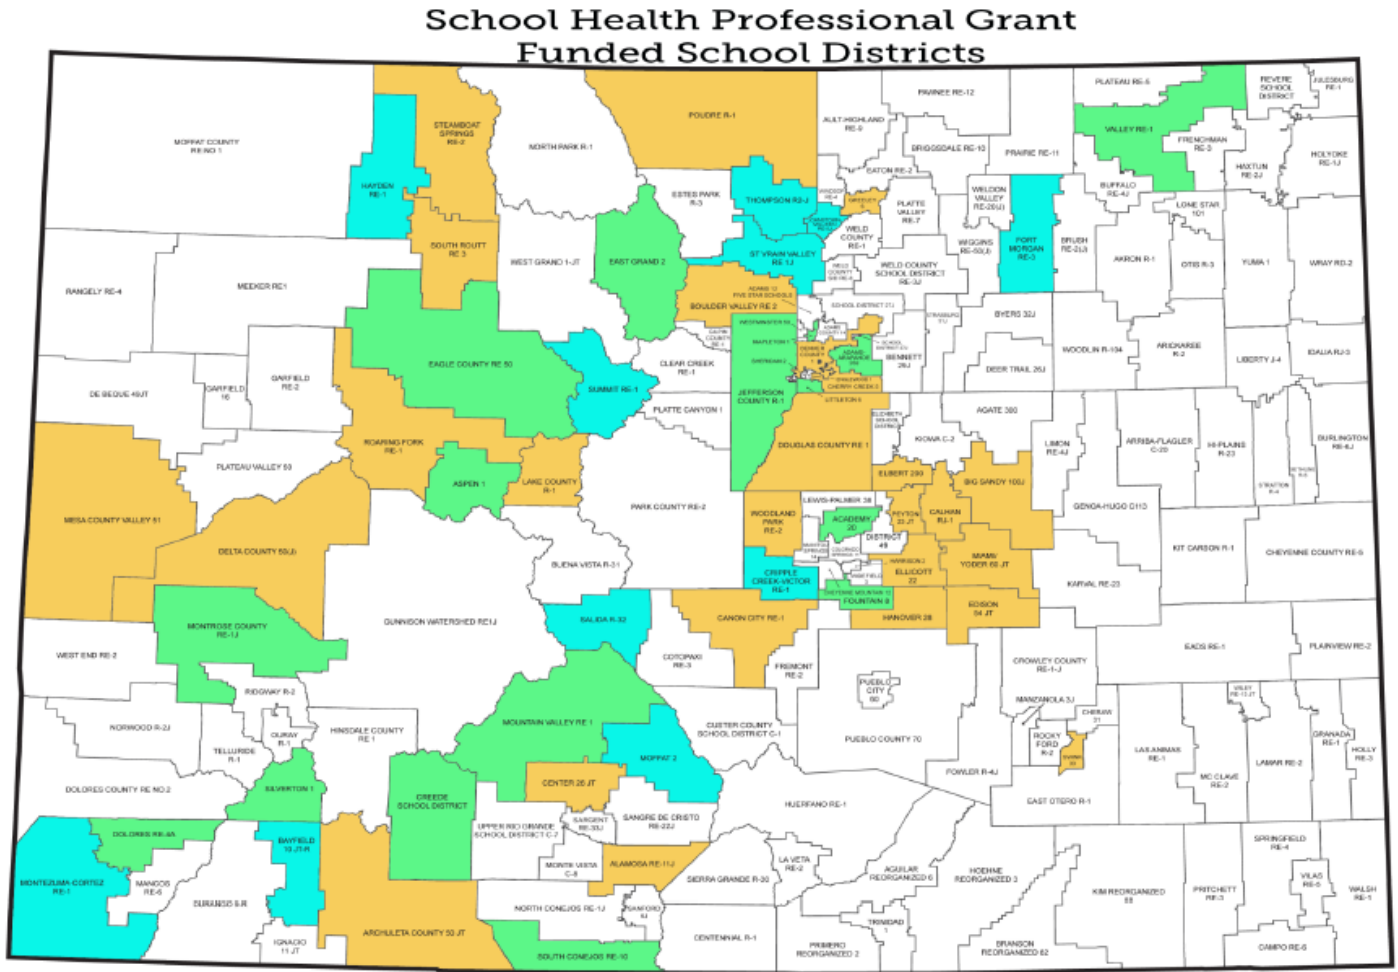 School Health Professional Grant
Funded School Districts
MOFFAT COUNTY
RE:NO 1
HAYDEN
RE-1
STEAMBOAT
SPRINGS
RE-2
NORTH PARK R-1
POUDRE R-1
AULT-HIGHLAND
RE-9
PAWNEE RE-12
BRIGGSDALE RE-10
PRAIRIE RE-11
EATON RE-2
PLATEAU RE-5
VALLEY RE-1
REVERE
SCHOOL
DISTRICT
JULESBURG
RE-1
FRENCHMAN
RE-3
HAXTUN
RE-2J
HOLYOKE
RE-1J
BUFFALO
RE-4J
LONE STAR
101
ESTES PARK
R-3
THOMPSON R2-J
PLATTE
VALLEY
RE-7
WELDON
VALLEY
RE-20(J)
FORT
MORGAN
RE-3
BRUSH
RE-2(J)
WIGGINS
RE-50(J)
AKRON R-1
OTIS R-3
YUMA 1
WRAY RD-2
SOUTH ROUTT
RE 3
WEST GRAND 1-JT
EAST GRAND 2
ST VRAIN VALLEY
RE 1J
WELD
COUNTY
RE-1
WELD COUNTY
SCHOOL DISTRICT
RE-3J
RANGELY RE-4
MEEKER RE1
BOULDER VALLEY RE 2
ADAMS 12
FIVE STAR SCHOOLS
SCHOOL DISTRICT 27J
BYERS 32J
WOODLIN R-104
ARICKAREE
R-2
LIBERTY J-4
IDALIA RJ-3
DE BEQUE 49JT
GARFIELD
16
GARFIELD
RE-2
EAGLE COUNTY RE 50
SUMMIT RE-1
CLEAR CREEK
RE-1
PLATTE CANYON 1
JEFFERSON
COUNTY R-1
BENNETT
29J
DEER TRAIL 26J
CHERRY CREEK 5
LITTLETON 6
PLATEAU VALLEY 50
ROARING FORK
RE-1
ASPEN 1
LAKE COUNTY
R-1
DOUGLAS COUNTY RE 1
KIOWA C-2
AGATE 300
LIMON
RE-4J
ARRIBA-FLAGLER
C-20
HI-PLAINS
R-23
BURLINGTON
RE-6J
STRATTON
R-4
MESA COUNTY VALLEY 51
DELTA COUNTY 50(J)
PARK COUNTY RE-2
WOODLAND
PARK
RE-2
LEWIS-PALMER 38
ACADEMY
20
DISTRICT
49
ELBERT 200
BIG SANDY 100J
PEYTON
23 JT
CALHAN
RJ-1
GENOA-HUGO C113
KIT CARSON R-1
CHEYENNE COUNTY RE-5
BUENA VISTA R-31
CRIPPLE
CREEK-VICTOR
RE-1
HARRISON 2
ELLICOTT
22
MIAMI/
YODER 60 JT
KARVAL RE-23
CHEYENNE MOUNTAIN 12
FOUNTAIN 8
HANOVER 28
EDISON
54 JT
MONTROSE COUNTY
RE-1J
GUNNISON WATERSHED RE1J
SALIDA R-32
CANON CITY RE-1
WEST END RE-2
COTOPAXI
RE-3
FREMONT
RE-2
CROWLEY COUNTY
RE-1-J
EADS RE-1
PLAINVIEW RE-2
RIDGWAY R-2
NORWOOD R-2J
OURAY
R-1
TELLURIDE
R-1
HINSDALE COUNTY
RE 1
MOUNTAIN VALLEY RE 1
MOFFAT 2
CUSTER COUNTY
SCHOOL DISTRICT C-1
PUEBLO
CITY
60
PUEBLO COUNTY 70
MANZANOLA 3J
CHERAW
31
ROCKY
FORD
R-2
FOWLER R-4J
LAS ANIMAS
RE-1
MC CLAVE
RE-2
LAMAR RE-2
GRANADA
RE-1
HOLLY
RE-3
EAST OTERO R-1
DOLORES COUNTY RE NO.2
SILVERTON 1
CREEDE
SCHOOL DISTRICT
CENTER 26 JT
SARGENT
RE-33J
SANGRE DE CRISTO
RE-22J
UPPER RIO GRANDE
SCHOOL DISTRICT C-7
MONTE VISTA
C-8
HUERFANO RE-1
DOLORES RE-4A
BAYFIELD
10 JT-R
MONTEZUMA-CORTEZ
RE-1
MANCOS
RE-6
DURANGO 9-R
IGNACIO
11 JT
ARCHULETA COUNTY 50 JT
ALAMOSA RE-11J
SIERRA GRANDE R-30
LA VETA
RE-2
AGUILAR
REORGANIZED 6
HOEHNE
REORGANIZED 3
KIM REORGANIZED
88
PRITCHETT
RE-3
SPRINGFIELD
RE-4
VILAS
RE-5
WALSH
RE-1
CAMPO RE-6
NORTH CONEJOS RE-1J
SANFORD
6J
SOUTH CONEJOS RE-10
CENTENNIAL R-1
PRIMERO
REORGANIZED 2
TRINIDAD
1
BRANSON
REORGANIZED 82